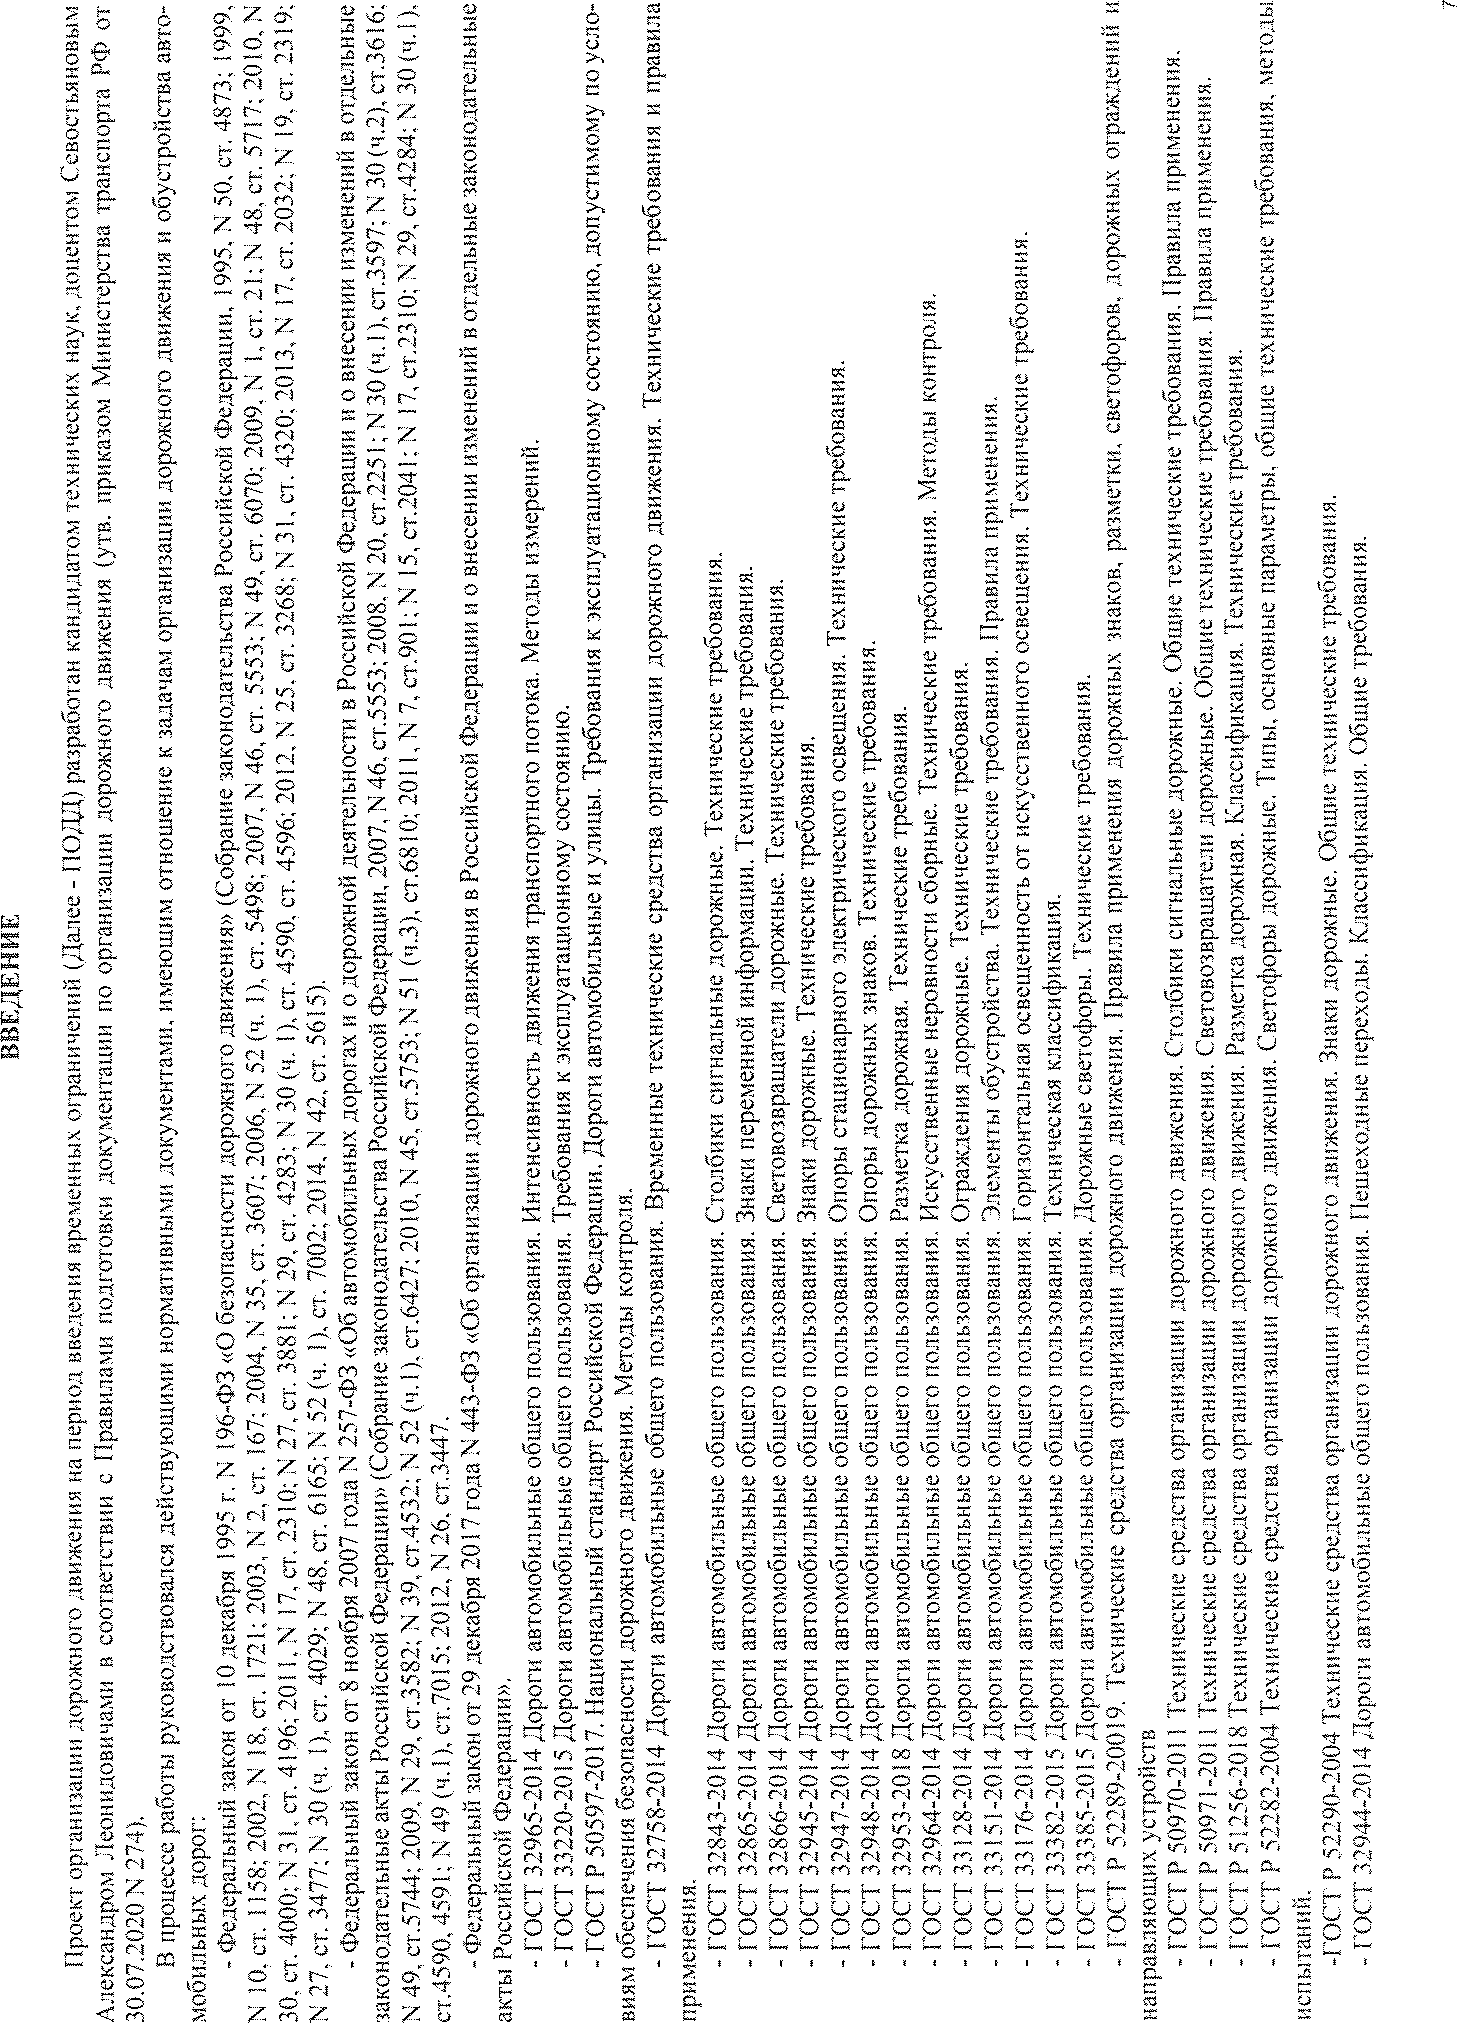 ВВЕДЕНИЕ
Проект организации дорожного движения на период введения временных ограничений (Далее - ПОДД) разработан кандидатом технических наук, доцентом Севостьяновым
Александром Леонидовичами в соответствии с Правилами подготовки документации по организации дорожного движения (утв. приказом Министерства транспорта РФ от
30.07.2020 N 274).
В процессе работы руководствовался действующими нормативными документами, имеющим отношение к задачам организации дорожного движения и обустройства авто-
мобильных дорог:
- Федеральный закон от 10 декабря 1995 г. N 196-ФЗ «О безопасности дорожного движения» (Собрание законодательства Российской Федерации, 1995, N 50, ст. 4873; 1999,
N 10, ст. 1158; 2002, N 18, ст. 1721; 2003, N 2, ст. 167; 2004, N 35, ст. 3607; 2006, N 52 (ч. 1), ст. 5498; 2007, N 46, ст. 5553; N 49, ст. 6070; 2009, N 1, ст. 21; N 48, ст. 5717; 2010, N
30, ст. 4000; N 31, ст. 4196; 2011, N 17, ст. 2310; N 27, ст. 3881; N 29, ст. 4283; N 30 (ч. 1), ст. 4590, ст. 4596; 2012, N 25, ст. 3268; N 31, ст. 4320; 2013, N 17, ст. 2032; N 19, ст. 2319;
N 27, ст. 3477; N 30 (ч. 1), ст. 4029; N 48, ст. 6165; N 52 (ч. 1), ст. 7002; 2014, N 42, ст. 5615).
- Федеральный закон от 8 ноября 2007 года N 257-ФЗ «Об автомобильных дорогах и о дорожной деятельности в Российской Федерации и о внесении изменений в отдельные
законодательные акты Российской Федерации» (Собрание законодательства Российской Федерации, 2007, N 46, ст.5553; 2008, N 20, ст.2251; N 30 (ч.1), ст.3597; N 30 (ч.2), ст.3616;
N 49, ст.5744; 2009, N 29, ст.3582; N 39, ст.4532; N 52 (ч.1), ст.6427; 2010, N 45, ст.5753; N 51 (ч.3), ст.6810; 2011, N 7, ст.901; N 15, ст.2041; N 17, ст.2310; N 29, ст.4284; N 30 (ч.1),
ст.4590, 4591; N 49 (ч.1), ст.7015; 2012, N 26, ст.3447.
- Федеральный закон от 29 декабря 2017 года N 443-ФЗ «Об организации дорожного движения в Российской Федерации и о внесении изменений в отдельные законодательные
акты Российской Федерации».
- ГОСТ 32965-2014 Дороги автомобильные общего пользования. Интенсивность движения транспортного потока. Методы измерений.
- ГОСТ 33220-2015 Дороги автомобильные общего пользования. Требования к эксплуатационному состоянию.
- ГОСТ Р 50597-2017. Национальный стандарт Российской Федерации. Дороги автомобильные и улицы. Требования к эксплуатационному состоянию, допустимому по усло-
виям обеспечения безопасности дорожного движения. Методы контроля.
- ГОСТ 32758-2014 Дороги автомобильные общего пользования. Временные технические средства организации дорожного движения. Технические требования и правила
применения.
- ГОСТ 32843-2014 Дороги автомобильные общего пользования. Столбики сигнальные дорожные. Технические требования.
- ГОСТ 32865-2014 Дороги автомобильные общего пользования. Знаки переменной информации. Технические требования.
- ГОСТ 32866-2014 Дороги автомобильные общего пользования. Световозвращатели дорожные. Технические требования.
- ГОСТ 32945-2014 Дороги автомобильные общего пользования. Знаки дорожные. Технические требования.
- ГОСТ 32947-2014 Дороги автомобильные общего пользования. Опоры стационарного электрического освещения. Технические требования.
- ГОСТ 32948-2014 Дороги автомобильные общего пользования. Опоры дорожных знаков. Технические требования.
- ГОСТ 32953-2018 Дороги автомобильные общего пользования. Разметка дорожная. Технические требования.
- ГОСТ 32964-2014 Дороги автомобильные общего пользования. Искусственные неровности сборные. Технические требования. Методы контроля.
- ГОСТ 33128-2014 Дороги автомобильные общего пользования. Ограждения дорожные. Технические требования.
- ГОСТ 33151-2014 Дороги автомобильные общего пользования. Элементы обустройства. Технические требования. Правила применения.
- ГОСТ 33176-2014 Дороги автомобильные общего пользования. Горизонтальная освещенность от искусственного освещения. Технические требования.
- ГОСТ 33382-2015 Дороги автомобильные общего пользования. Техническая классификация.
- ГОСТ 33385-2015 Дороги автомобильные общего пользования. Дорожные светофоры. Технические требования.
- ГОСТ Р 52289-20019. Технические средства организации дорожного движения. Правила применения дорожных знаков, разметки, светофоров, дорожных ограждений и
направляющих устройств
- ГОСТ Р 50970-2011 Технические средства организации дорожного движения. Столбики сигнальные дорожные. Общие технические требования. Правила применения.
- ГОСТ Р 50971-2011 Технические средства организации дорожного движения. Световозвращатели дорожные. Общие технические требования. Правила применения.
- ГОСТ Р 51256-2018 Технические средства организации дорожного движения. Разметка дорожная. Классификация. Технические требования.
- ГОСТ Р 52282-2004 Технические средства организации дорожного движения. Светофоры дорожные. Типы, основные параметры, общие технические требования, методы
испытаний.
- ГОСТ Р 52290-2004 Технические средства организации дорожного движения. Знаки дорожные. Общие технические требования.
- ГОСТ 32944-2014 Дороги автомобильные общего пользования. Пешеходные переходы. Классификация. Общие требования.
7